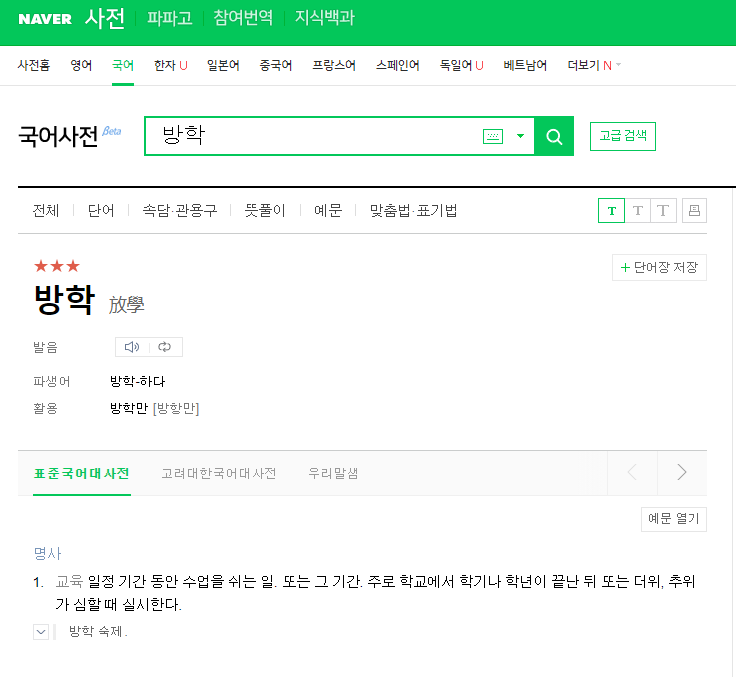 NAVER 사전 파파고 참여번역 지식백과
사전홈 영어 국어 한자 U 일본어 중국어 프랑스어 스페인어 독일어 U 베트남어 더보기 N
국어사전 Beta 방학 고급 검색
전체 단어 속담·관용구 뜻풀이 예문 맞춤법·표기법 T T T
★★★ + 단어장 저장
방학 放學
발음
파생어 방학-하다
활용 방학만 [방항만]
표준국어대사전 고려대한국어대사전 우리말샘
예문 열기
명사
1. 교육 일정 기간 동안 수업을 쉬는 일. 또는 그 기간. 주로 학교에서 학기나 학년이 끝난 뒤 또는 더위, 추위
가 심할 때 실시한다.
방학 숙제.